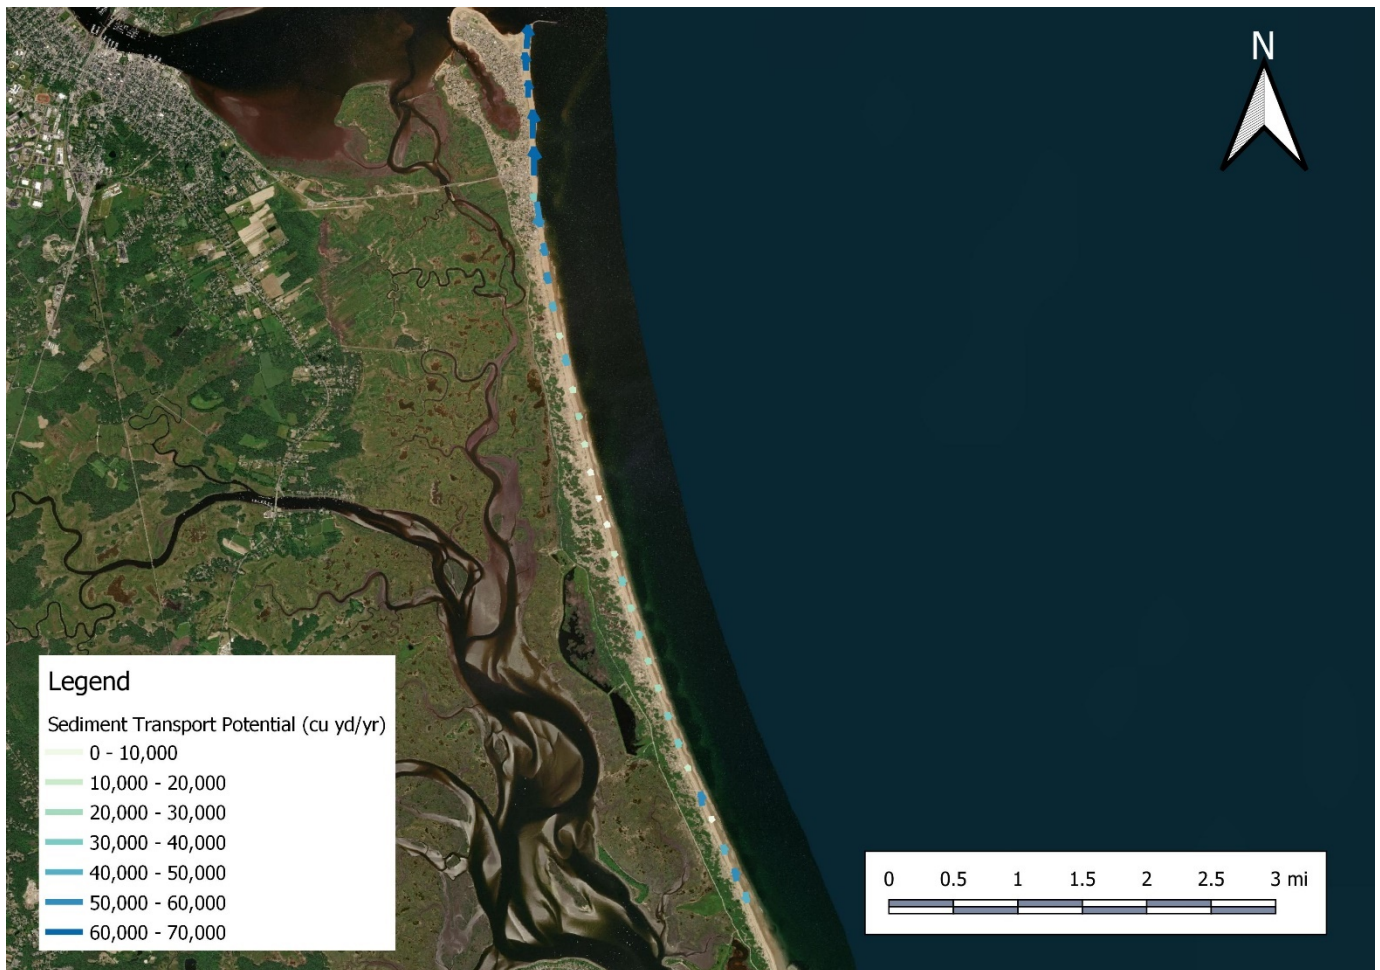 N
Legend
Sediment Transport Potential (cu yd/yr)
0 - 10,000
10,000 - 20,000
20,000 - 30,000
30,000 - 40,000
40,000 - 50,000
50,000 - 60,000
60,000 - 70,000
0 0.5 1 1.5 2 2.5 3 mi